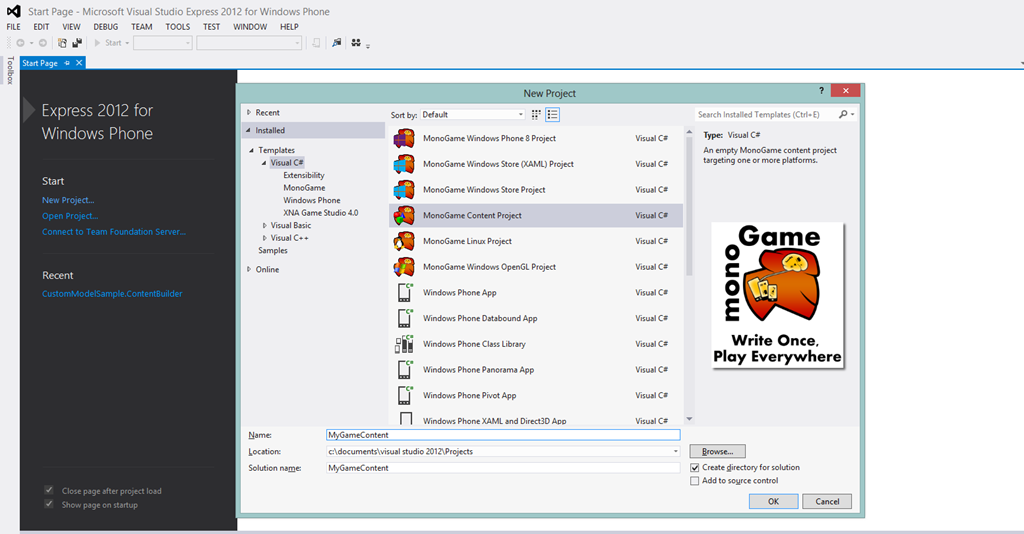 Start Page - Microsoft Visual Studio Express 2012 for Windows Phone
FILE EDIT VIEW DEBUG TEAM TOOLS TEST WINDOW HELP
Start
Toolbox
Start Page
Express 2012 for
Windows Phone
Start
New Project...
Open Project...
Connect to Team Foundation Server...
Recent
CustomModelSample.ContentBuilder
Close page after project load
Show page on startup
New Project
?
Recent
Installed
Templates
Visual C#
Extensibility
MonoGame
Windows Phone
XNA Game Studio 4.0
Visual Basic
Visual C++
Samples
Online
Sort by: Default
Search Installed Templates (Ctrl+E)
MonoGame Windows Phone 8 Project Visual C#
MonoGame Windows Store (XAML) Project Visual C#
MonoGame Windows Store Project Visual C#
MonoGame Content Project Visual C#
MonoGame Linux Project Visual C#
MonoGame Windows OpenGL Project Visual C#
Windows Phone App Visual C#
Windows Phone Databound App Visual C#
Windows Phone Class Library Visual C#
Windows Phone Panorama App Visual C#
Windows Phone Pivot App Visual C#
Windows Phone XAML and Direct3D App Visual C#
Type: Visual C#
An empty MonoGame content project
targeting one or more platforms.
monoGame
Write Once,
Play Everywhere
Name: MyGameContent
Location: c:\documents\visual studio 2012\Projects
Browse...
Solution name: MyGameContent
Create directory for solution
Add to source control
OK Cancel